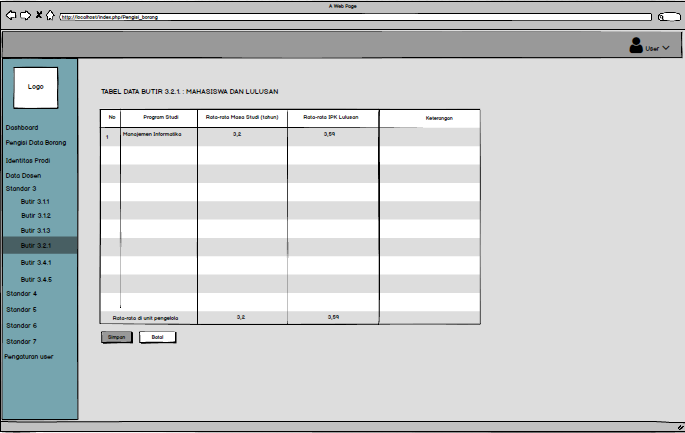 A Web Page
http://localhost/index.php/Pengisi_borang
User
Logo
Dashboard
Pengisi Data Borang
Identitas Prodi
Data Dosen
Standar 3
Butir 3.1.1
Butir 3.1.2
Butir 3.1.3
Butir 3.2.1
Butir 3.4.1
Butir 3.4.5
Standar 4
Standar 5
Standar 6
Standar 7
Pengaturan user
TABEL DATA BUTIR 3.2.1. : MAHASISWA DAN LULUSAN
No Program Studi Rata-rata Masa Studi (tahun) Rata-rata IPK Lulusan Keterangan
1 Manajemen Informatika 3,2 3,59
Rata-rata di unit pengelola 3,2 3,59
Simpan Batal